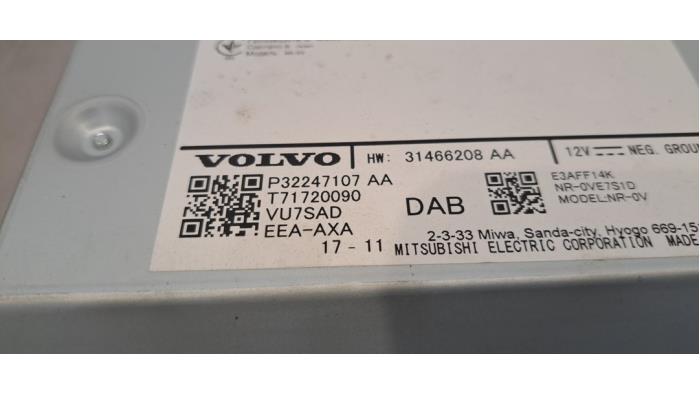 VOLVO HW: 31466208 AA 12V NEG. GROUN
P32247107 AA
T71720090
VU7SAD
EEA-AXA
DAB
E3AFF14K
NR-0VE7S1D
MODEL:NR-0V
17-11
2-3-33 Miwa, Sanda-city, Hyogo 669-15
MITSUBISHI ELECTRIC CORPORATION MADE